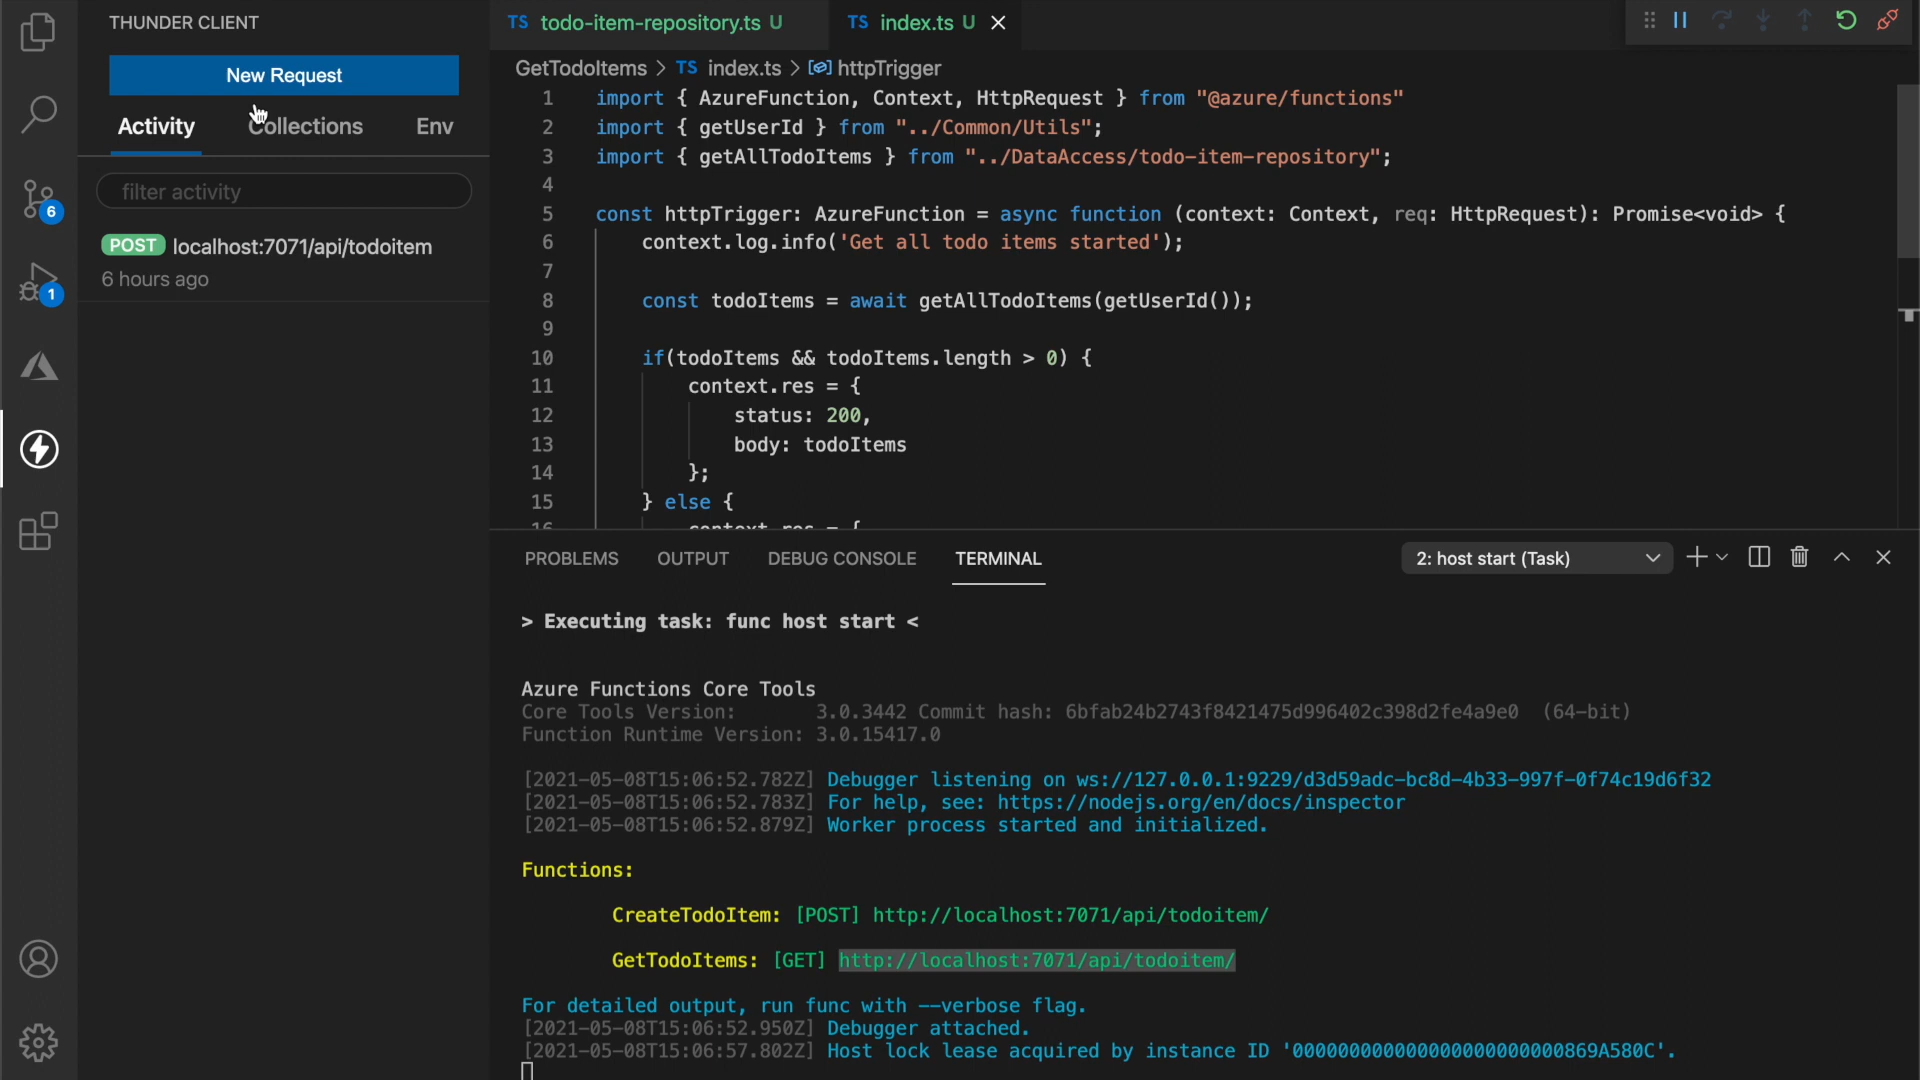 THUNDER CLIENT
New Request
Activity Collections Env
filter activity
POST localhost:7071/api/todoitem
6 hours ago
6
1
TS todo-item-repository.ts U TS index.ts U
GetTodoItems > TS index.ts > httpTrigger
1 import { AzureFunction, Context, HttpRequest } from "@azure/functions"
2 import { getUserId } from "../Common/Utils";
3 import { getAllTodoItems } from "../DataAccess/todo-item-repository";
4
5 const httpTrigger: AzureFunction = async function (context: Context, req: HttpRequest): Promise<void> {
6 context.log.info('Get all todo items started');
7
8 const todoItems = await getAllTodoItems(getUserId());
9
10 if(todoItems && todoItems.length > 0) {
11 context.res = {
12 status: 200,
13 body: todoItems
14 };
15 } else {
16 context.res = {
PROBLEMS OUTPUT DEBUG CONSOLE TERMINAL 2: host start (Task)
> Executing task: func host start <
Azure Functions Core Tools
Core Tools Version: 3.0.3442 Commit hash: 6bfab24b2743f8421475d996402c398d2fe4a9e0 (64-bit)
Function Runtime Version: 3.0.15417.0
[2021-05-08T15:06:52.782Z] Debugger listening on ws://127.0.0.1:9229/d3d59adc-bc8d-4b33-997f-0f74c19d6f32
[2021-05-08T15:06:52.783Z] For help, see: https://nodejs.org/en/docs/inspector
[2021-05-08T15:06:52.879Z] Worker process started and initialized.
Functions:
CreateTodoItem: [POST] http://localhost:7071/api/todoitem/
GetTodoItems: [GET] http://localhost:7071/api/todoitem/
For detailed output, run func with --verbose flag.
[2021-05-08T15:06:52.950Z] Debugger attached.
[2021-05-08T15:06:57.802Z] Host lock lease acquired by instance ID '000000000000000000000000869A580C'.